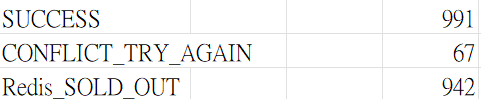 SUCCESS 991
CONFLICT_TRY_AGAIN 67
Redis_SOLD_OUT 942